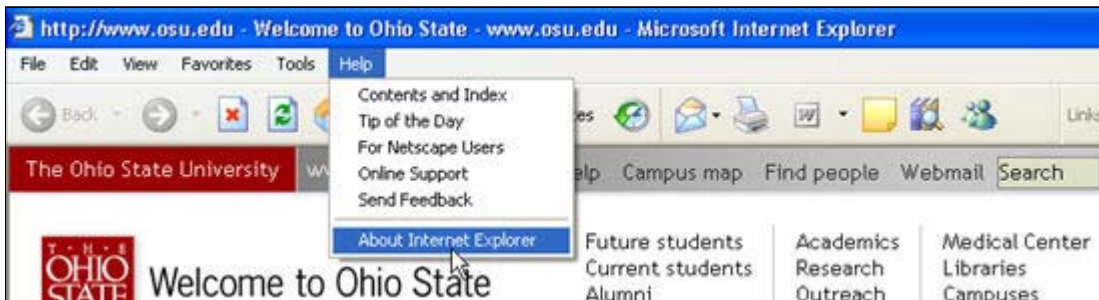 http://www.osu.edu - Welcome to Ohio State - www.osu.edu - Microsoft Internet Explorer
File Edit View Favorites Tools Help
Contents and Index
Tip of the Day
For Netscape Users
Online Support
Send Feedback
About Internet Explorer
Back
Links
The Ohio State University
Campus map Find people Webmail Search
T · H · E
OHIO
STATE
Welcome to Ohio State
Future students
Current students
Alumni
Academics
Research
Outreach
Medical Center
Libraries
Campuses